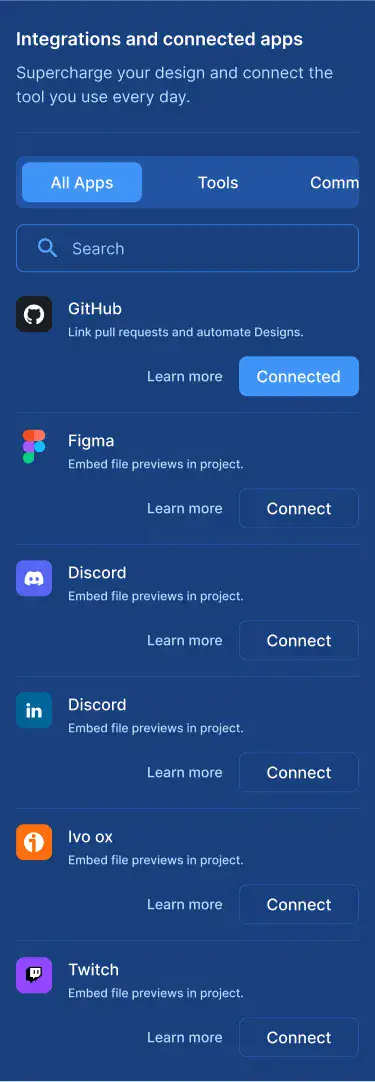 Integrations and connected apps
Supercharge your design and connect the
tool you use every day.
All Apps Tools Comm
Search
GitHub
Link pull requests and automate Designs.
Learn more Connected
Figma
Embed file previews in project.
Learn more Connect
Discord
Embed file previews in project.
Learn more Connect
in
Discord
Embed file previews in project.
Learn more Connect
Ivo ox
Embed file previews in project.
Learn more Connect
Twitch
Embed file previews in project.
Learn more Connect